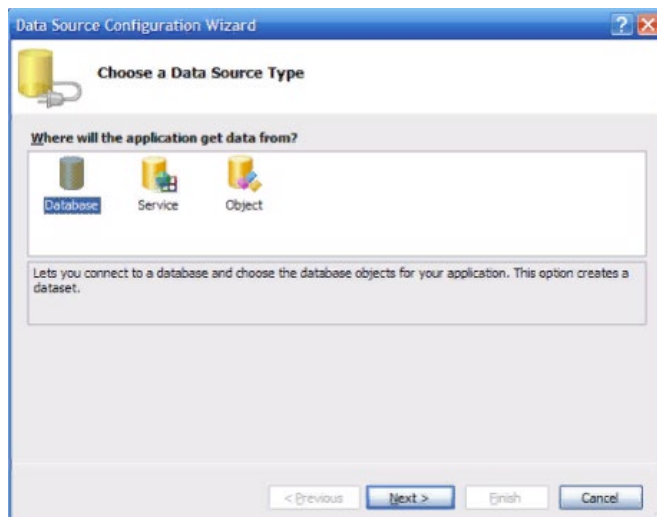 Data Source Configuration Wizard
Choose a Data Source Type
Where will the application get data from?
Database Service Object
Lets you connect to a database and choose the database objects for your application. This option creates a
dataset.
< Previous Next > Finish Cancel